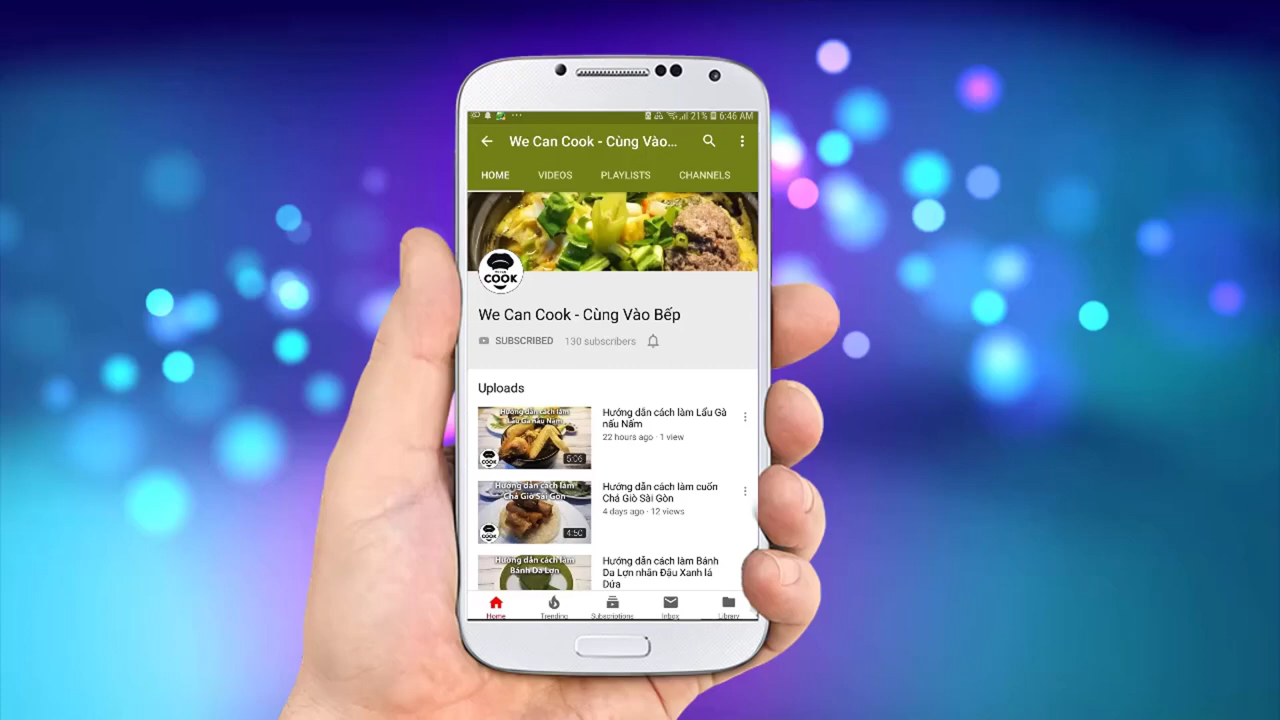 21% 6:46 AM
We Can Cook - Cùng Vào...
HOME VIDEOS PLAYLISTS CHANNELS
COOK
We Can Cook - Cùng Vào Bếp
SUBSCRIBED 130 subscribers
Uploads
Hướng dẫn cách làm
Lẩu Gà nấu Nấm
COOK
5:06
Hướng dẫn cách làm Lẩu Gà
nấu Nấm
22 hours ago · 1 view
Hướng dẫn cách làm
Chả Giò Sài Gòn
COOK
4:50
Hướng dẫn cách làm cuốn
Chả Giò Sài Gòn
4 days ago · 12 views
Hướng dẫn cách làm
Bánh Da Lợn
Hướng dẫn cách làm Bánh
Da Lợn nhân Đậu Xanh lá
Dứa
Home Trending Subscriptions Inbox Library